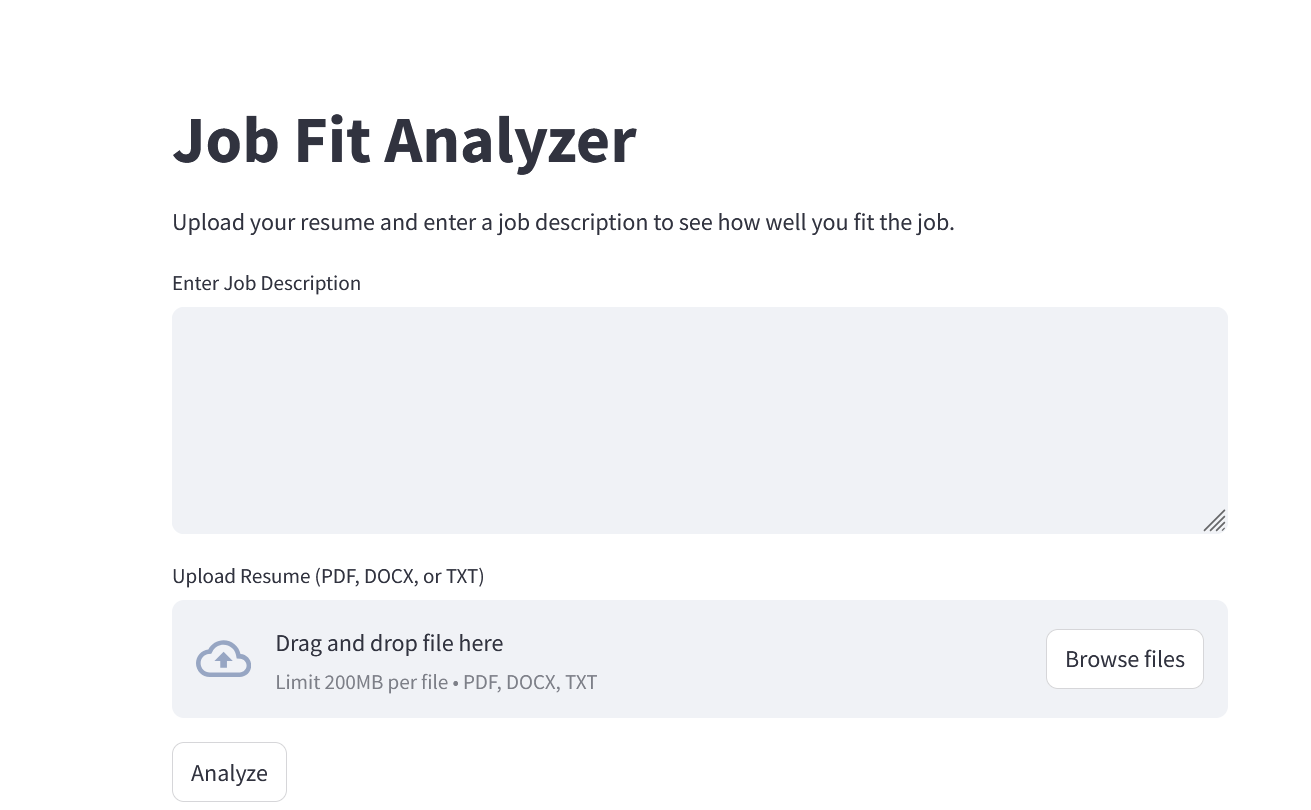 Job Fit Analyzer
Upload your resume and enter a job description to see how well you fit the job.
Enter Job Description
Upload Resume (PDF, DOCX, or TXT)
Drag and drop file here
Limit 200MB per file • PDF, DOCX, TXT
Browse files
Analyze